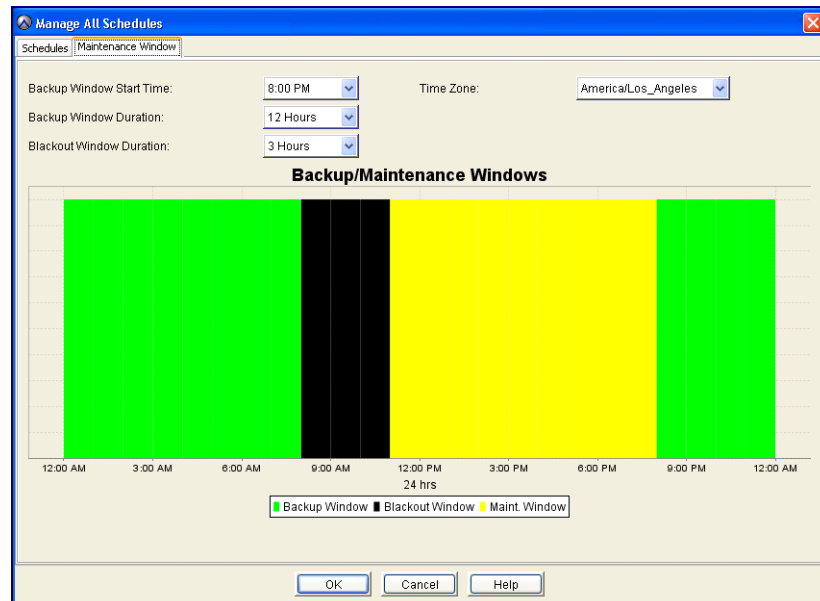 Manage All Schedules
Schedules Maintenance Window
Backup Window Start Time: 8:00 PM Time Zone: America/Los_Angeles
Backup Window Duration: 12 Hours
Blackout Window Duration: 3 Hours
Backup/Maintenance Windows
12:00 AM 3:00 AM 6:00 AM 9:00 AM 12:00 PM 3:00 PM 6:00 PM 9:00 PM 12:00 AM
24 hrs
Backup Window Blackout Window Maint. Window
OK Cancel Help